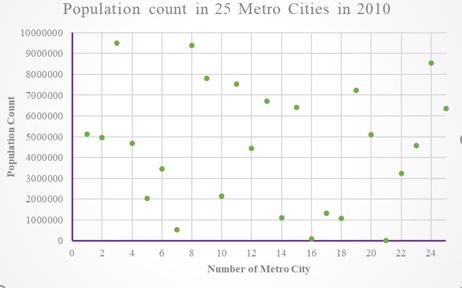 Population count in 25 Metro Cities in 2010
10000000
9000000
8000000
7000000
6000000
5000000
4000000
3000000
2000000
1000000
0
Population Count
0 2 4 6 8 10 12 14 16 18 20 22 24
Number of Metro City